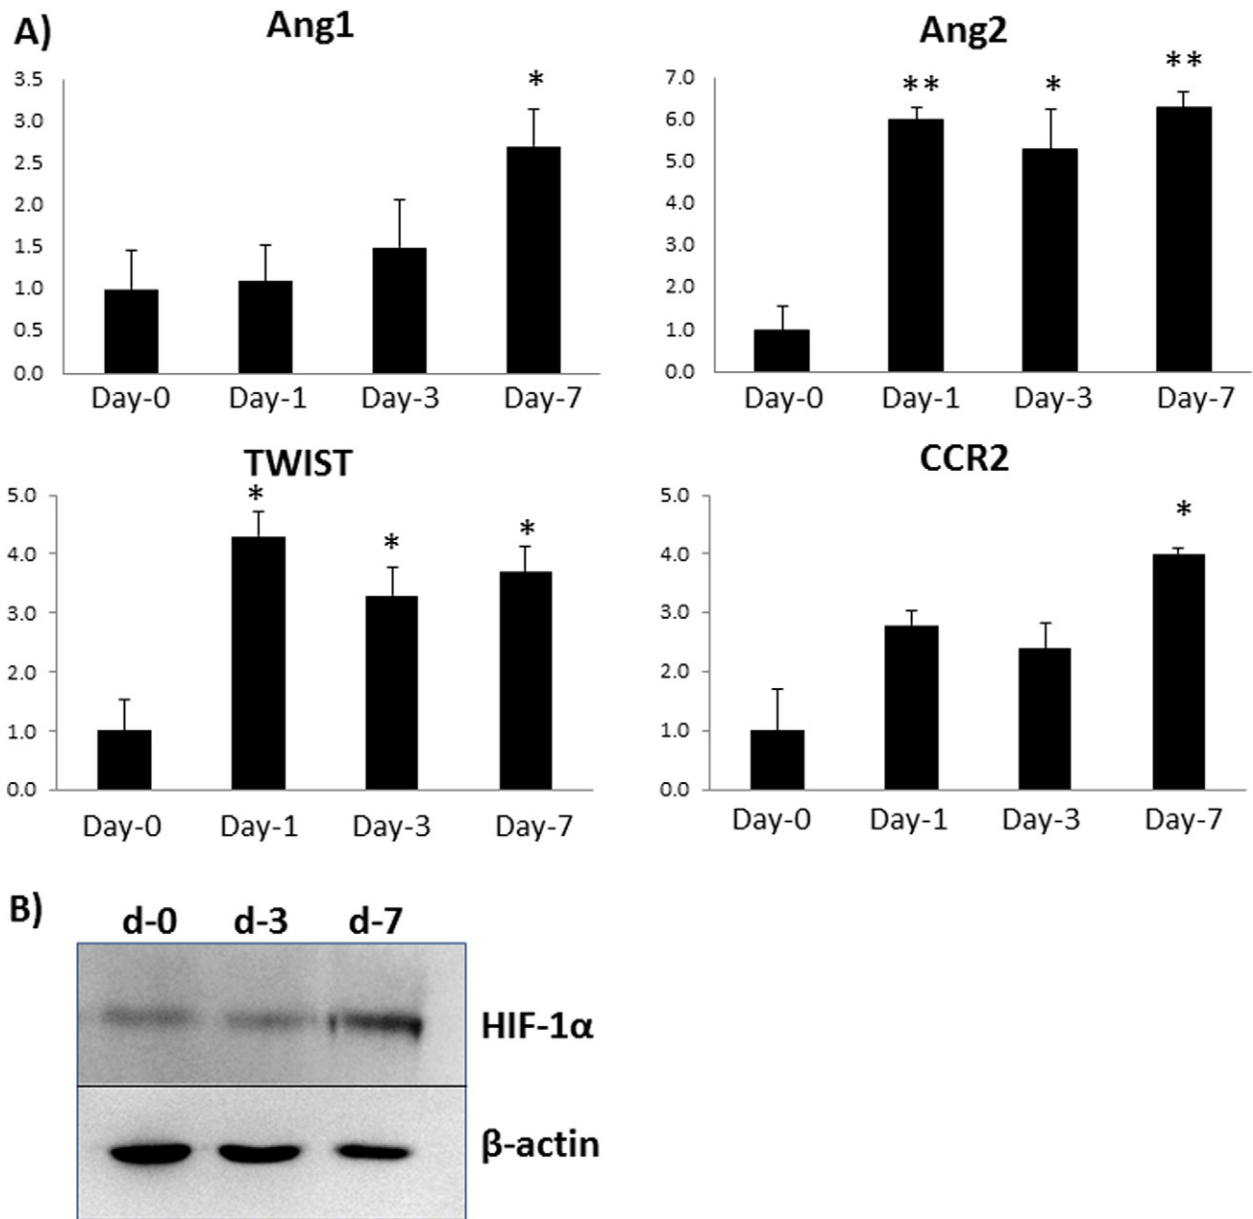 A)
Ang1
3.5
3.0
2.5
2.0
1.5
1.0
0.5
0.0
*
Day-0 Day-1 Day-3 Day-7
Ang2
7.0
6.0
5.0
4.0
3.0
2.0
1.0
0.0
** * **
Day-0 Day-1 Day-3 Day-7
TWIST
5.0
4.0
3.0
2.0
1.0
0.0
* * *
Day-0 Day-1 Day-3 Day-7
CCR2
5.0
4.0
3.0
2.0
1.0
0.0
*
Day-0 Day-1 Day-3 Day-7
B)
d-0 d-3 d-7
HIF-1α
β-actin